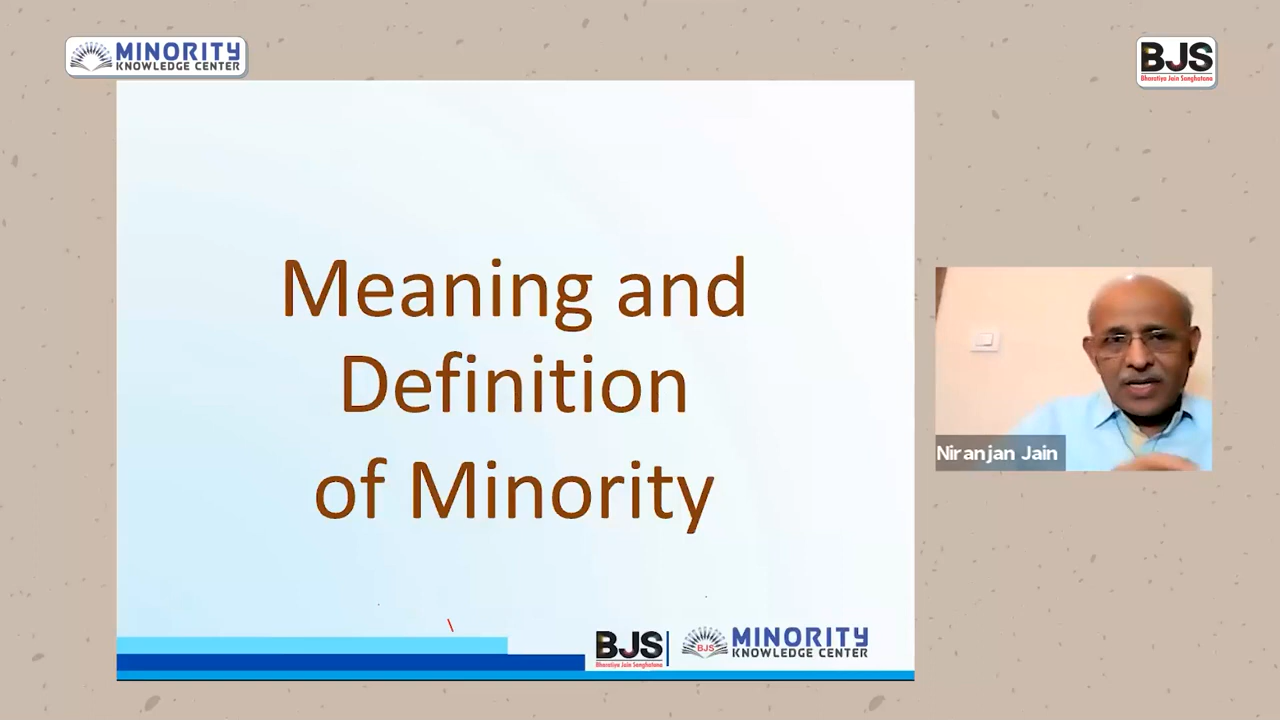 MINORITY
KNOWLEDGE CENTER
BJS
Bharatiya Jain Sanghatana
Meaning and
Definition
of Minority
Niranjan Jain
BJS
Bharatiya Jain Sanghatana
BJS
MINORITY
KNOWLEDGE CENTER